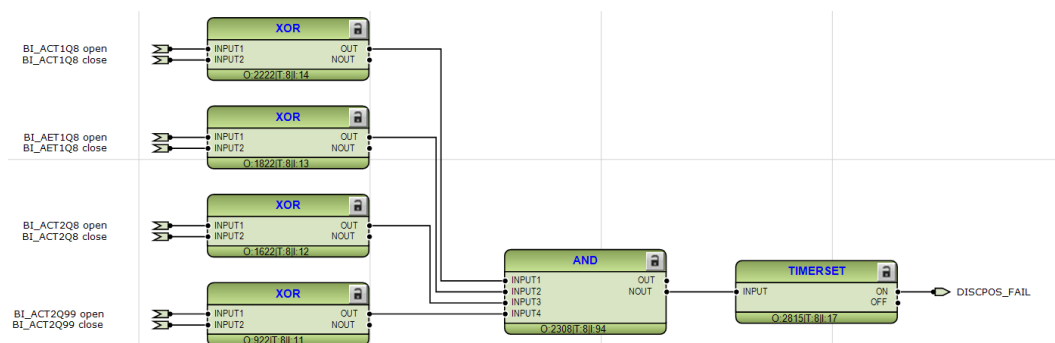 XOR
BI_ACT1Q8 open
BI_ACT1Q8 close
INPUT1 OUT
INPUT2 NOUT
O:2222|T:8|I:14
XOR
BI_AET1Q8 open
BI_AET1Q8 close
INPUT1 OUT
INPUT2 NOUT
O:1822|T:8|I:13
XOR
BI_ACT2Q8 open
BI_ACT2Q8 close
INPUT1 OUT
INPUT2 NOUT
O:1622|T:8|I:12
XOR
BI_ACT2Q99 open
BI_ACT2Q99 close
INPUT1 OUT
INPUT2 NOUT
O:922|T:8|I:11
AND
INPUT1 OUT
INPUT2 NOUT
INPUT3
INPUT4
O:2308|T:8|I:94
TIMERSET
INPUT ON
OFF
O:2815|T:8|I:17
DISCPOS_FAIL